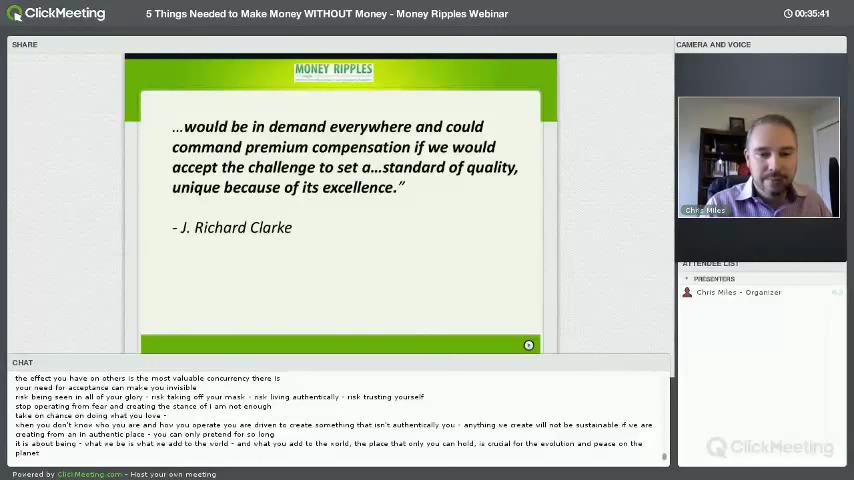 ClickMeeting
5 Things Needed to Make Money WITHOUT Money - Money Ripples Webinar
00:35:41
SHARE
MONEY RIPPLES
…would be in demand everywhere and could
command premium compensation if we would
accept the challenge to set a…standard of quality,
unique because of its excellence.”
- J. Richard Clarke
CAMERA AND VOICE
Chris Miles
ATTENDEE LIST
PRESENTERS
Chris Miles - Organizer
CHAT
the effect you have on others is the most valuable concurrency there is
your need for acceptance can make you invisible
risk being seen in all of your glory - risk taking off your mask - risk living authentically - risk trusting yourself
stop operating from fear and creating the stance of I am not enough
take on chance on doing what you love -
when you don't know who you are and how you operate you are driven to create something that isn't authentically you - anything we create will not be sustainable if we are
creating from an in authentic place - you can only pretend for so long
it is about being - what we be is what we add to the world - and what you add to the world, the place that only you can hold, is crucial for the evolution and peace on the
planet
ClickMeeting
Powered by ClickMeeting.com - Host your own meeting